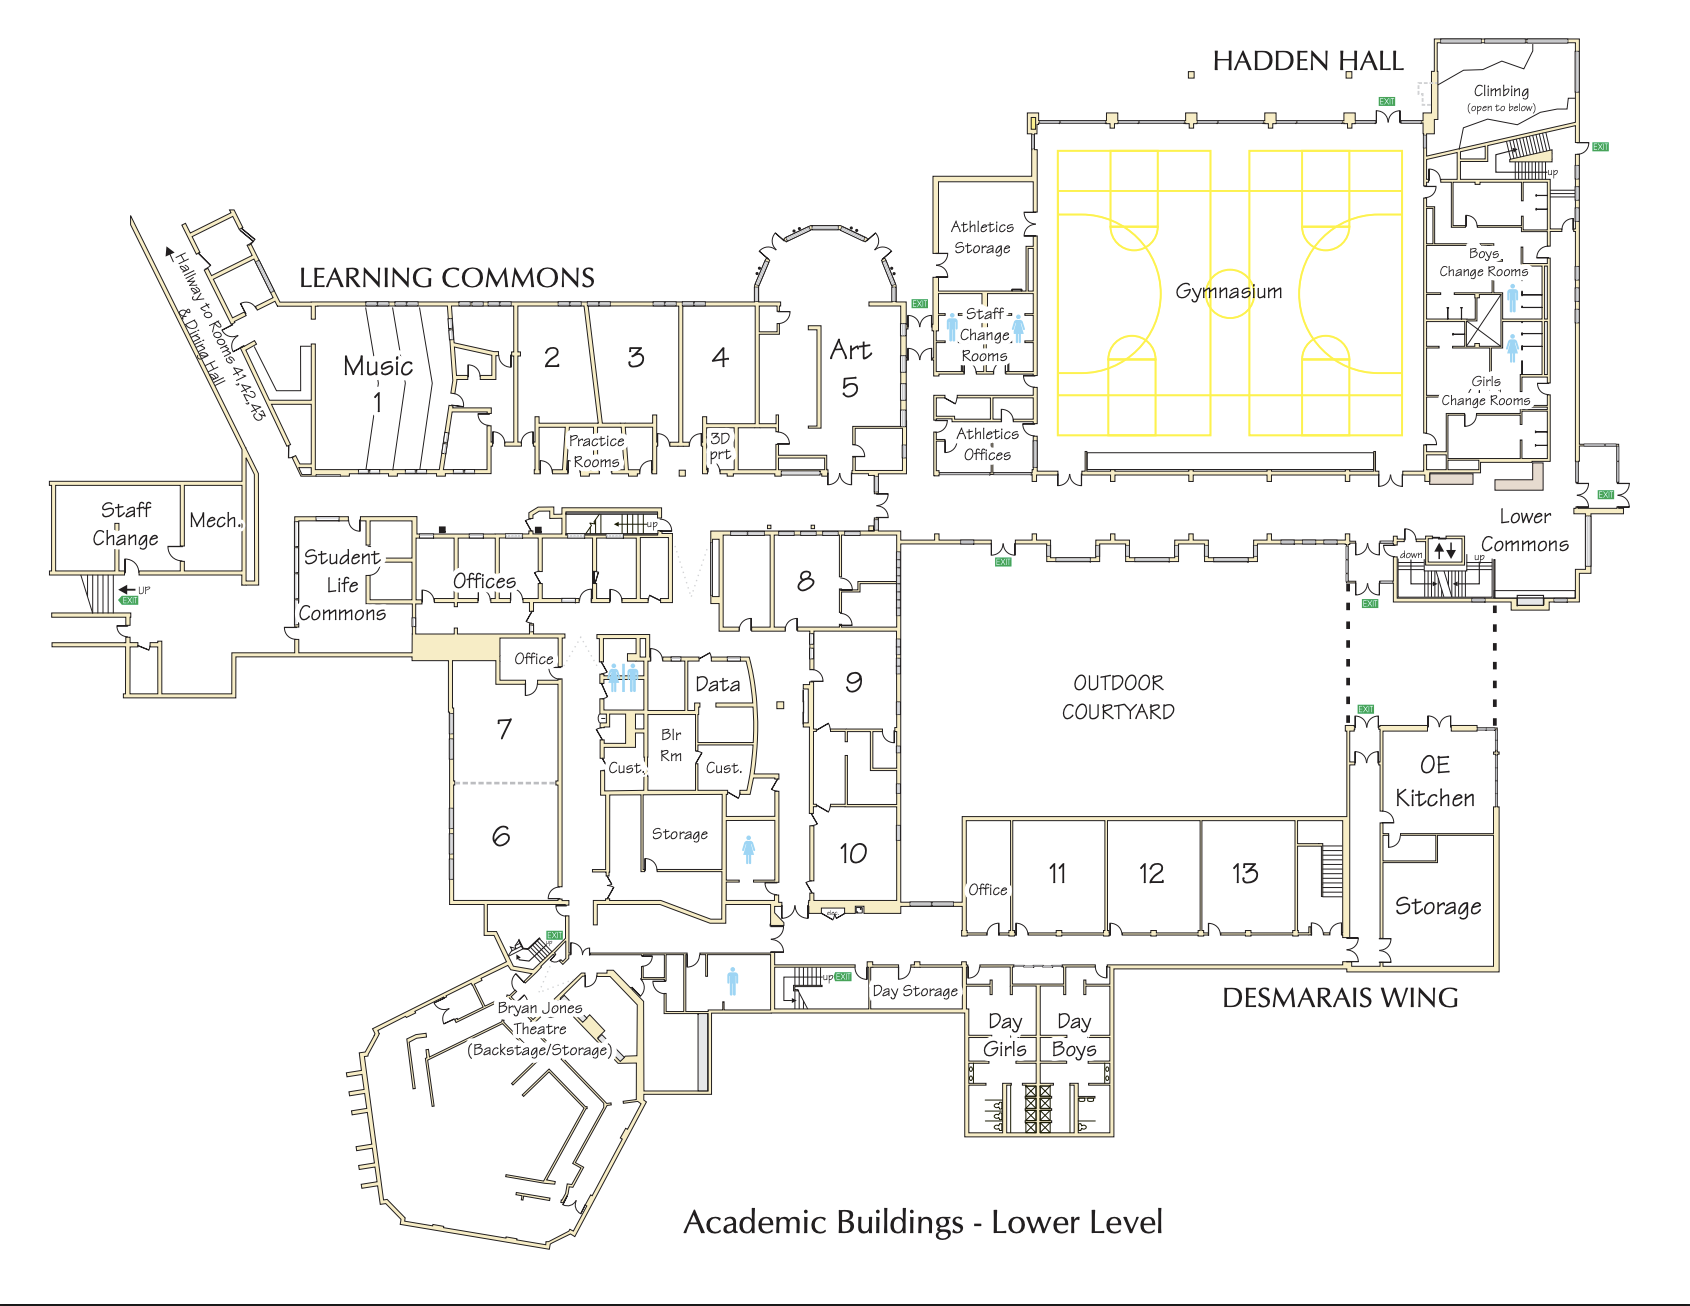 HADDEN HALL
EXIT
Climbing
(open to below)
EXIT
up
Athletics
Storage
Boys
Change Rooms
LEARNING COMMONS
Hallway to Rooms 41,42,43
& Dining Hall
Gymnasium
EXIT
Staff
Change
Rooms
Music
1
2
3
4
Art
5
Girls
Change Rooms
Practice
Rooms
3D
prt
Athletics
Offices
EXIT
Staff
Change
Mech.
up
Lower
Commons
Student
Life
Commons
Offices
8
EXIT
down
up
UP
EXIT
EXIT
Office
Data
9
OUTDOOR
COURTYARD
EXIT
7
Blr
Rm
Cust.
Cust.
OE
Kitchen
6
Storage
10
11
12
13
Office
Storage
EXIT
up
up
EXIT
Day Storage
DESMARAIS WING
Bryan Jones
Theatre
(Backstage/Storage)
Day
Girls
Day
Boys
Academic Buildings - Lower Level